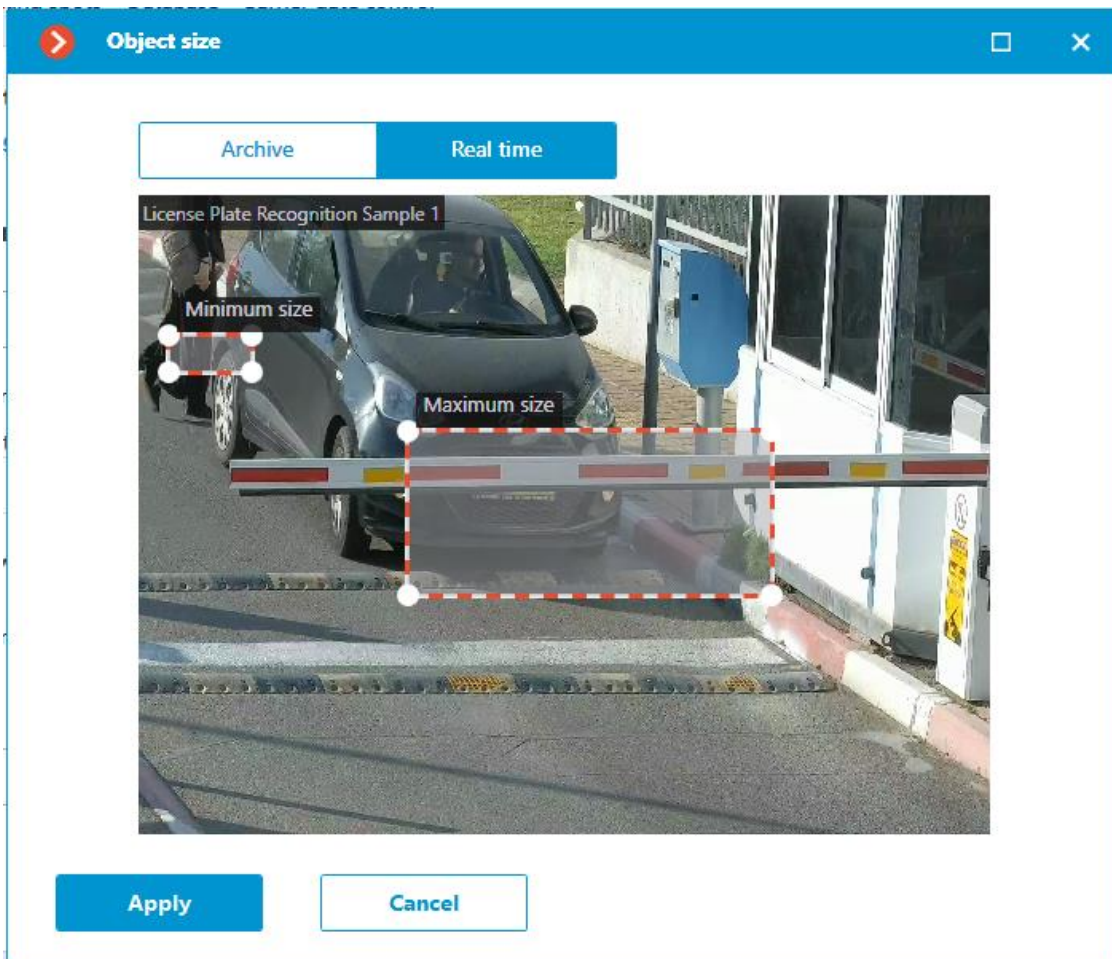 Object size
Archive
Real time
License Plate Recognition Sample 1
Minimum size
Maximum size
Apply
Cancel